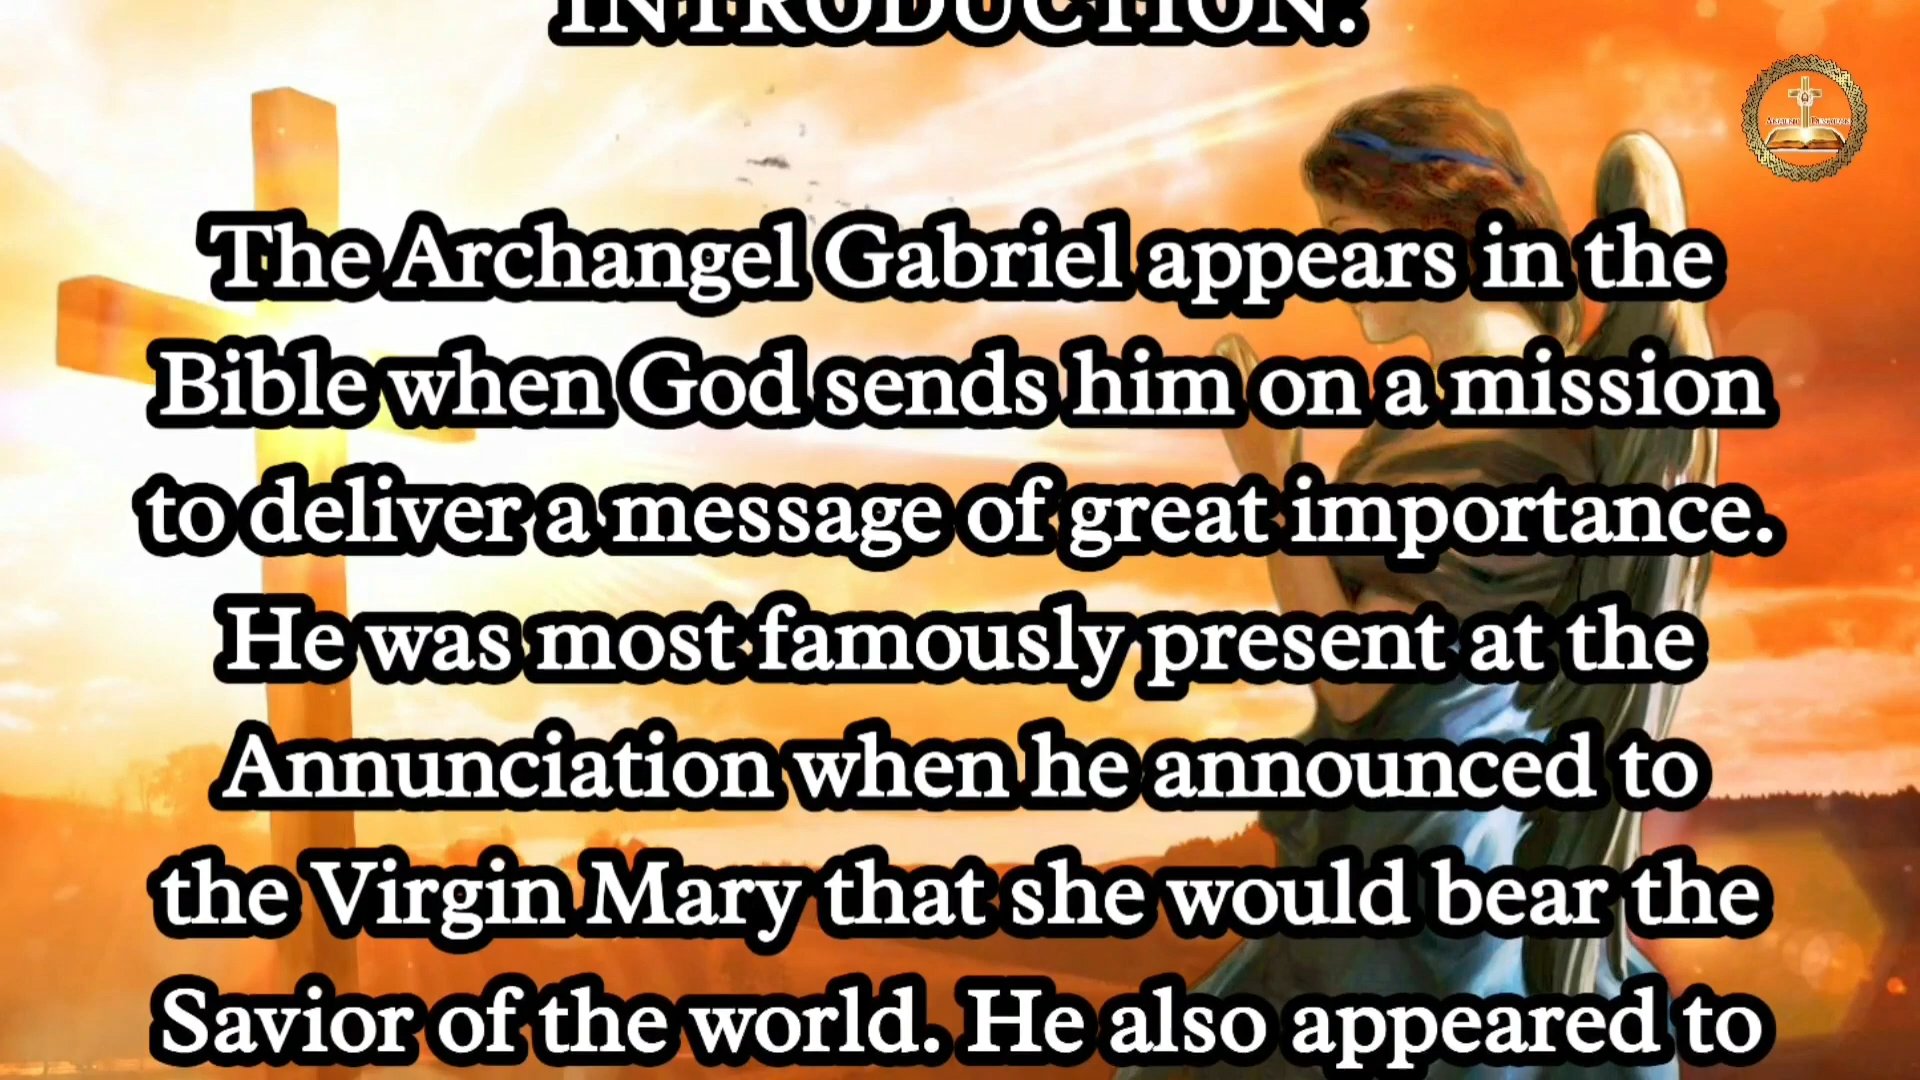 INTRODUCTION.
The Archangel Gabriel appears in the
Bible when God sends him on a mission
to deliver a message of great importance.
He was most famously present at the
Annunciation when he announced to
the Virgin Mary that she would bear the
Savior of the world. He also appeared to